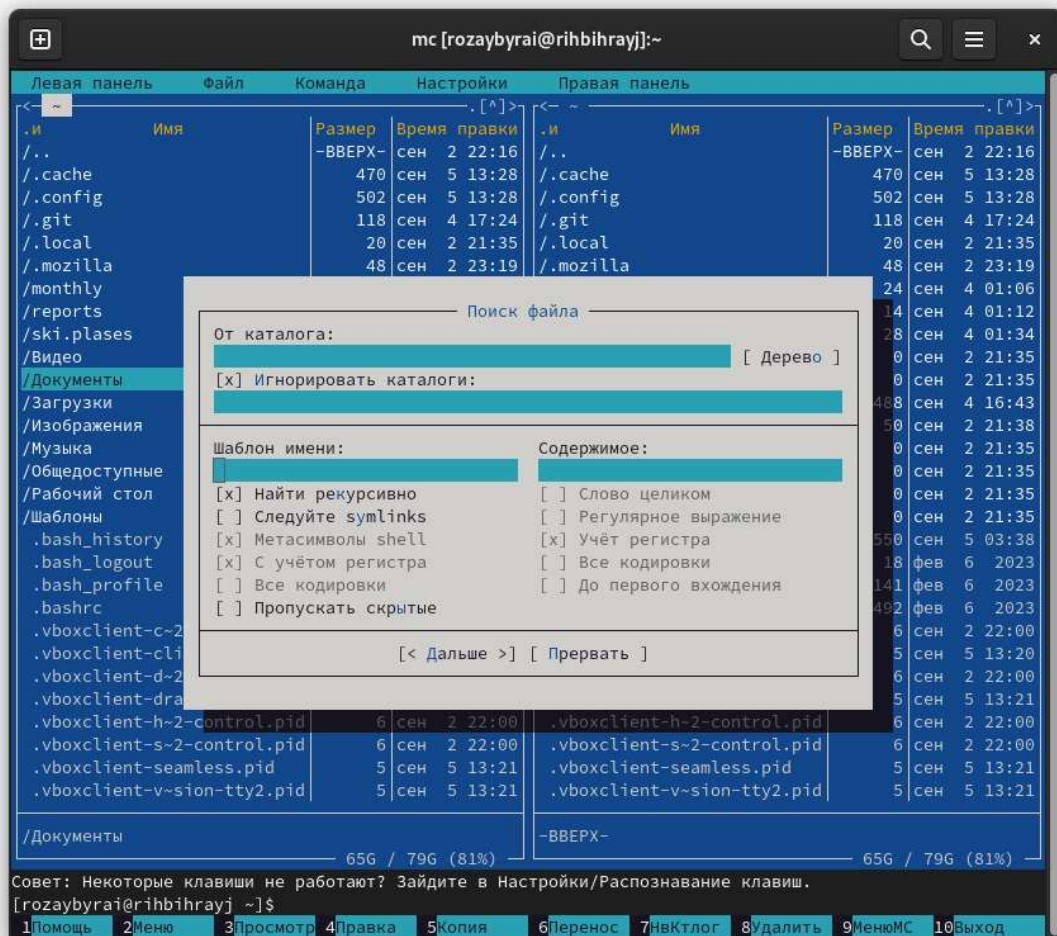 mc [rozaybyrai@rihbihrayj]:~
Левая панель Файл Команда Настройки Правая панель
<— ~ .[^]> <— ~ .[^]>
.и Имя Размер Время правки .и Имя Размер Время правки
/.. -ВВЕРХ- сен 2 22:16 /.. -ВВЕРХ- сен 2 22:16
/.cache 470 сен 5 13:28 /.cache 470 сен 5 13:28
/.config 502 сен 5 13:28 /.config 502 сен 5 13:28
/.git 118 сен 4 17:24 /.git 118 сен 4 17:24
/.local 20 сен 2 21:35 /.local 20 сен 2 21:35
/.mozilla 48 сен 2 23:19 /.mozilla 48 сен 2 23:19
/monthly 24 сен 4 01:06
/reports Поиск файла 14 сен 4 01:12
/ski.plases От каталога: 28 сен 4 01:34
/Видео [ Дерево ] 0 сен 2 21:35
/Документы [x] Игнорировать каталоги: 0 сен 2 21:35
/Загрузки 488 сен 4 16:43
/Изображения 50 сен 2 21:38
/Музыка Шаблон имени: Содержимое: 0 сен 2 21:35
/Общедоступные 0 сен 2 21:35
/Рабочий стол [x] Найти рекурсивно [ ] Слово целиком 0 сен 2 21:35
/Шаблоны [ ] Следуйте symlinks [ ] Регулярное выражение 0 сен 2 21:35
.bash_history [x] Метасимволы shell [x] Учёт регистра 550 сен 5 03:38
.bash_logout [x] С учётом регистра [ ] Все кодировки 18 фев 6 2023
.bash_profile [ ] Все кодировки [ ] До первого вхождения 141 фев 6 2023
.bashrc [ ] Пропускать скрытые 492 фев 6 2023
.vboxclient-c~2 6 сен 2 22:00
.vboxclient-cli [< Дальше >] [ Прервать ] 5 сен 5 13:20
.vboxclient-d~2 6 сен 2 22:00
.vboxclient-dra 5 сен 5 13:21
.vboxclient-h~2-control.pid 6 сен 2 22:00 .vboxclient-h~2-control.pid 6 сен 2 22:00
.vboxclient-s~2-control.pid 6 сен 2 22:00 .vboxclient-s~2-control.pid 6 сен 2 22:00
.vboxclient-seamless.pid 5 сен 5 13:21 .vboxclient-seamless.pid 5 сен 5 13:21
.vboxclient-v~sion-tty2.pid 5 сен 5 13:21 .vboxclient-v~sion-tty2.pid 5 сен 5 13:21
/Документы -ВВЕРХ-
65G / 79G (81%) 65G / 79G (81%)
Совет: Некоторые клавиши не работают? Зайдите в Настройки/Распознавание клавиш.
[rozaybyrai@rihbihrayj ~]$
1Помощь 2Меню 3Просмотр 4Правка 5Копия 6Перенос 7НвКтлог 8Удалить 9МенюМС 10Выход